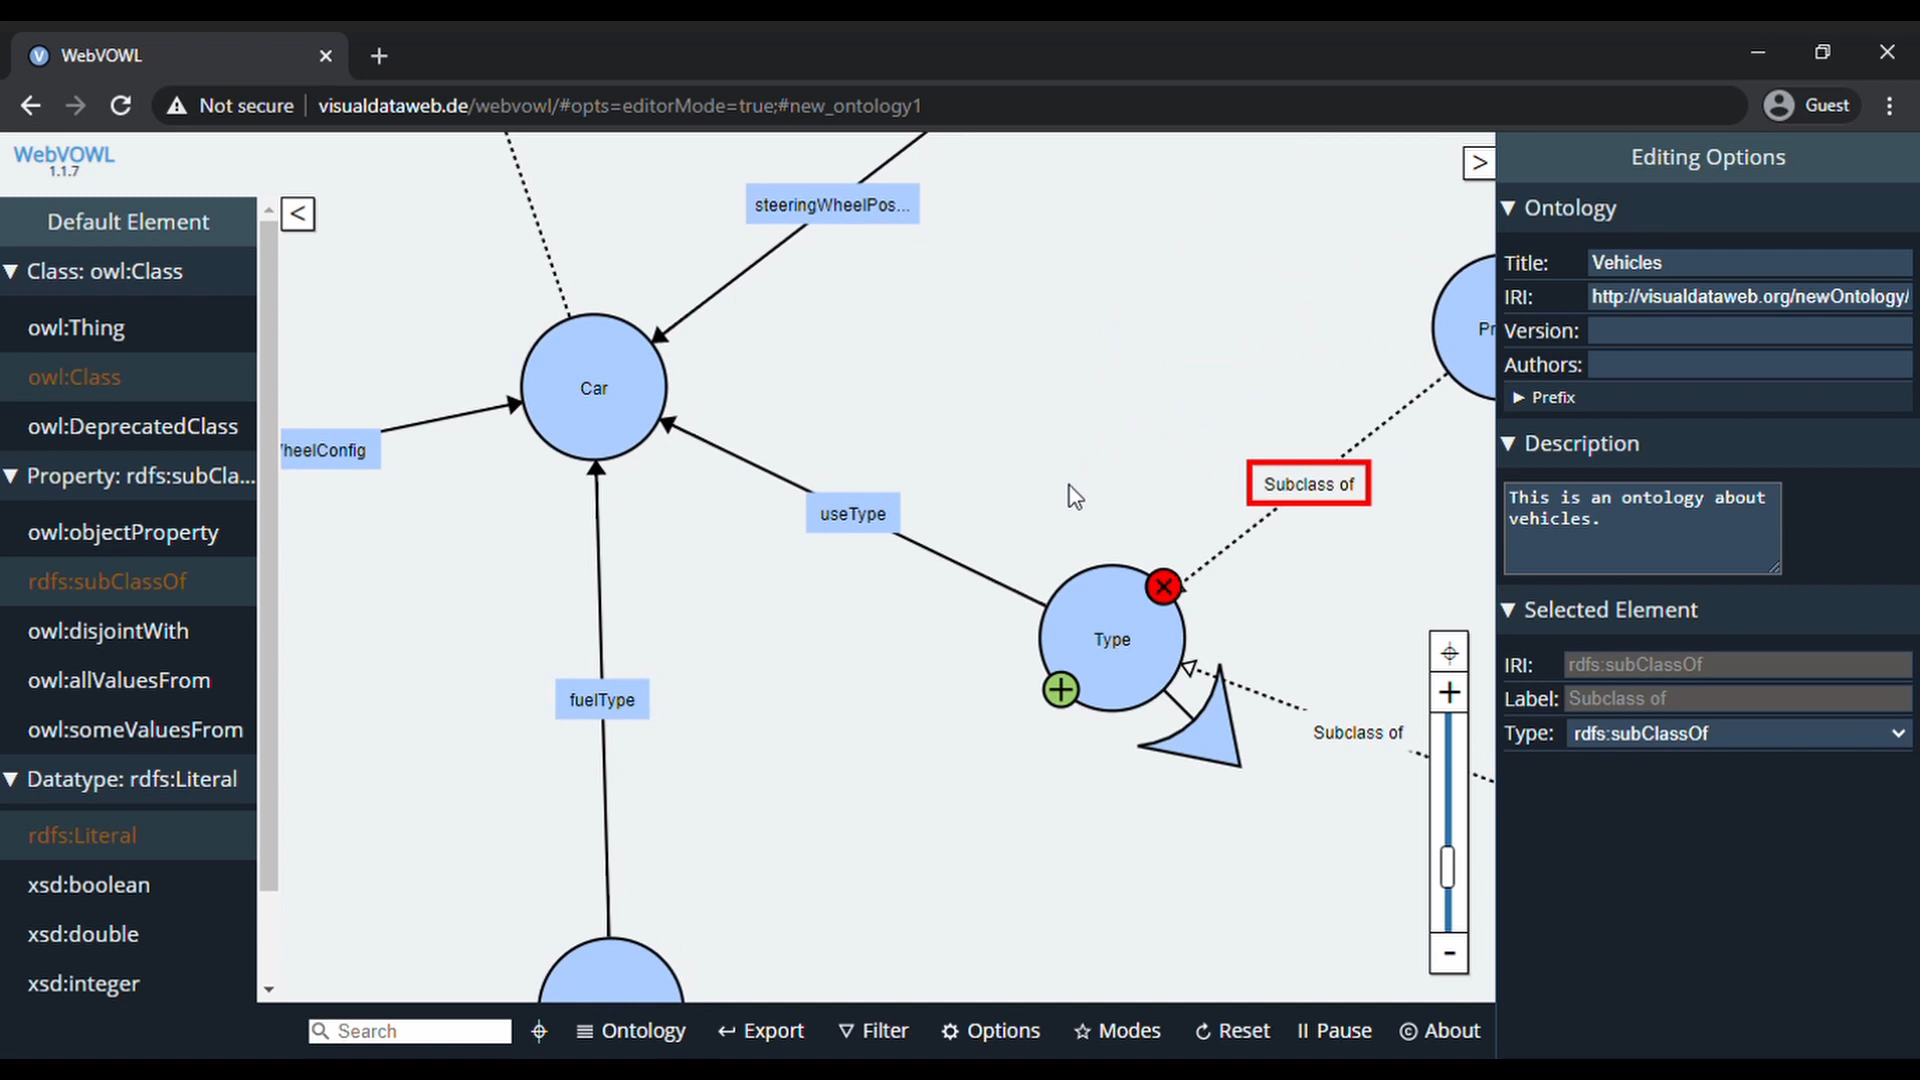 WebVOWL
Not secure
visualdataweb.de/webvowl/#opts=editorMode=true;#new_ontology1
Guest
WebVOWL
1.1.7
Default Element
Class: owl:Class
owl:Thing
owl:Class
owl:DeprecatedClass
Property: rdfs:subCla...
owl:objectProperty
rdfs:subClassOf
owl:disjointWith
owl:allValuesFrom
owl:someValuesFrom
Datatype: rdfs:Literal
rdfs:Literal
xsd:boolean
xsd:double
xsd:integer
<
steeringWheelPos...
Car
heelConfig
useType
Subclass of
Type
fuelType
Subclass of
Pr
>
+
-
Editing Options
Ontology
Title: Vehicles
IRI: http://visualdataweb.org/newOntology/
Version:
Authors:
Prefix
Description
This is an ontology about
vehicles.
Selected Element
IRI: rdfs:subClassOf
Label: Subclass of
Type: rdfs:subClassOf
Search
Ontology
Export
Filter
Options
Modes
Reset
Pause
© About